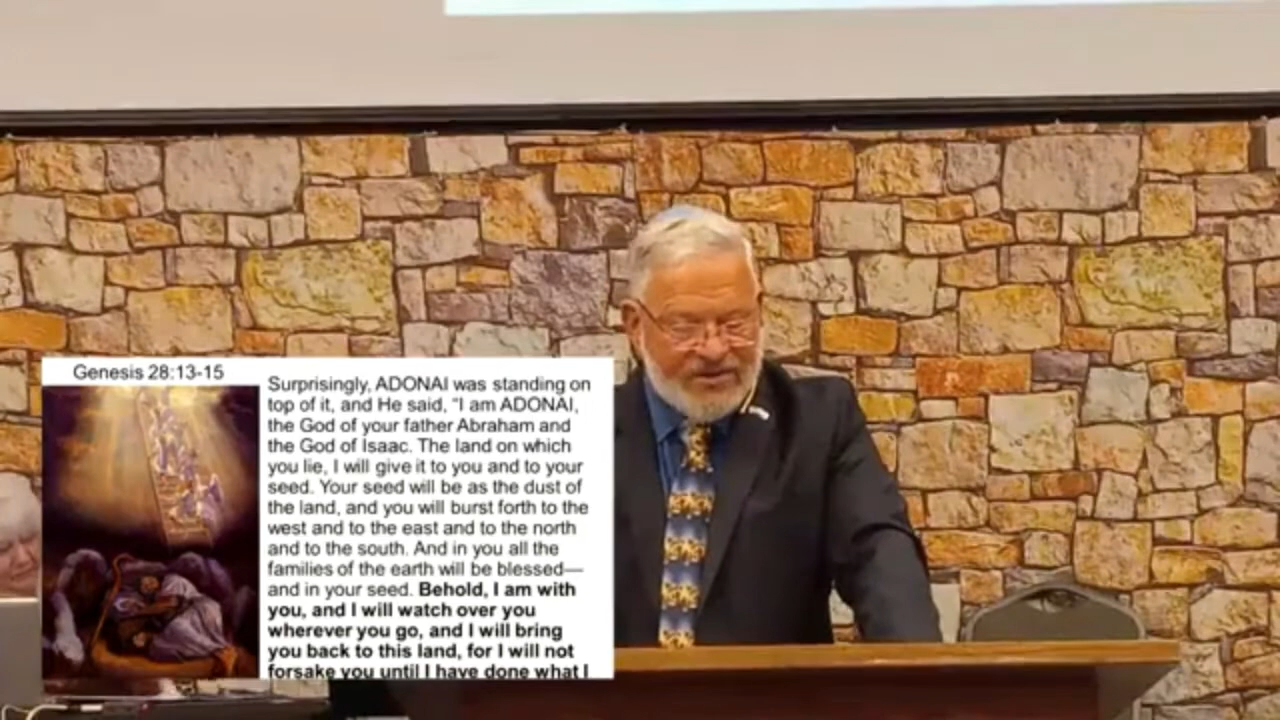 Genesis 28:13-15
Surprisingly, ADONAI was standing on
top of it, and He said, “I am ADONAI,
the God of your father Abraham and
the God of Isaac. The land on which
you lie, I will give it to you and to your
seed. Your seed will be as the dust of
the land, and you will burst forth to the
west and to the east and to the north
and to the south. And in you all the
families of the earth will be blessed—
and in your seed. Behold, I am with
you, and I will watch over you
wherever you go, and I will bring
you back to this land, for I will not
forsake you until I have done what I